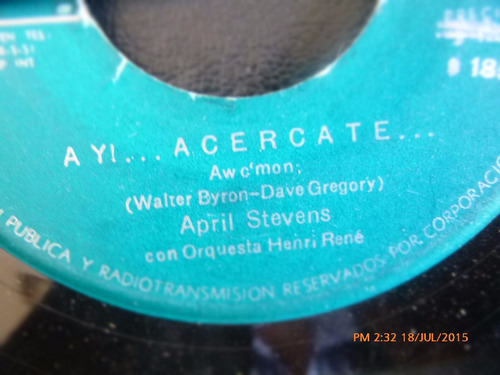 $ 18
A Y!... A C E R C A T E...
Aw c'mon;
(Walter Byron-Dave Gregory)
April Stevens
con Orquesta Henri René
PUBLICA Y RADIOTRANSMISION RESERVADOS POR CORPORACIO
PM 2:32 18/JUL/2015